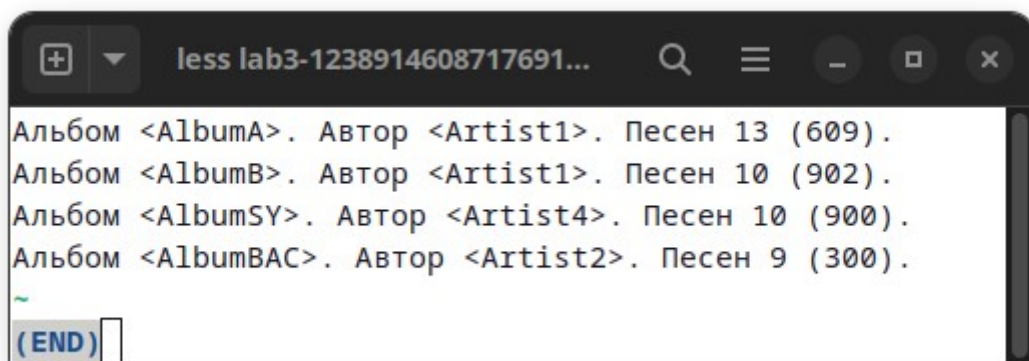 less lab3-1238914608717691...
Альбом <AlbumA>. Автор <Artist1>. Песен 13 (609).
Альбом <AlbumB>. Автор <Artist1>. Песен 10 (902).
Альбом <AlbumSY>. Автор <Artist4>. Песен 10 (900).
Альбом <AlbumBAC>. Автор <Artist2>. Песен 9 (300).
~
(END)